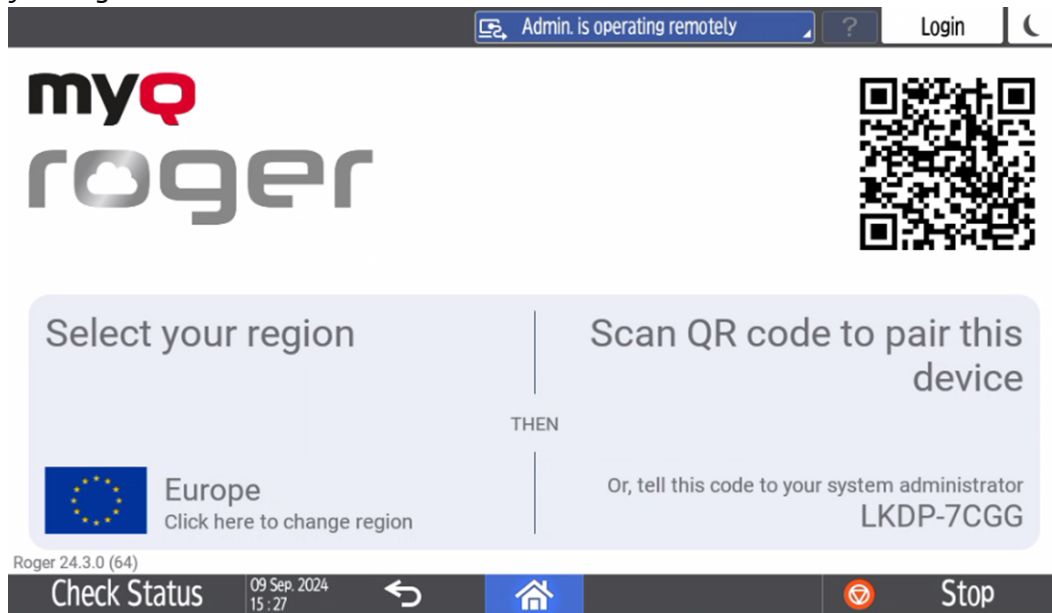 Admin. is operating remotely
?
Login
myQ
roger
Select your region
Scan QR code to pair this
device
THEN
Europe
Click here to change region
Or, tell this code to your system administrator
LKDP-7CGG
Roger 24.3.0 (64)
Check Status
09 Sep. 2024
15 : 27
Stop